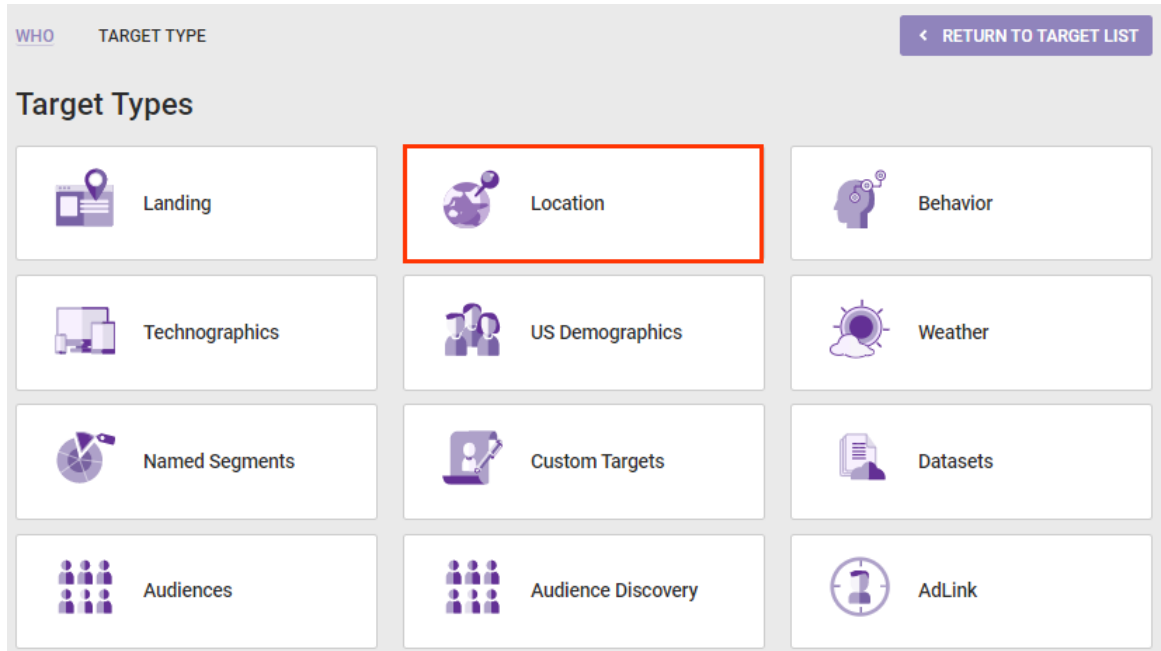 WHO TARGET TYPE < RETURN TO TARGET LIST
Target Types
Landing Location Behavior
Technographics US Demographics Weather
Named Segments Custom Targets Datasets
Audiences Audience Discovery AdLink